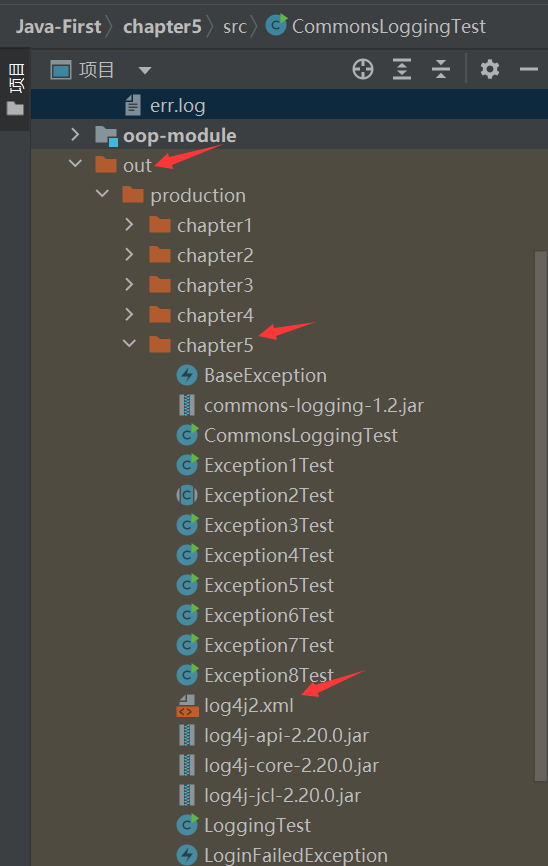 Java-First > chapter5 > src > CommonsLoggingTest
项目
项目
err.log
oop-module
out
production
chapter1
chapter2
chapter3
chapter4
chapter5
BaseException
commons-logging-1.2.jar
CommonsLoggingTest
Exception1Test
Exception2Test
Exception3Test
Exception4Test
Exception5Test
Exception6Test
Exception7Test
Exception8Test
log4j2.xml
log4j-api-2.20.0.jar
log4j-core-2.20.0.jar
log4j-jcl-2.20.0.jar
LoggingTest
LoginFailedException